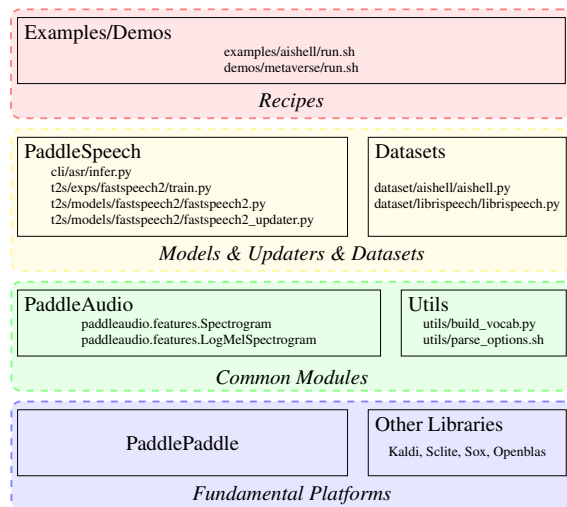 Examples/Demos
examples/aishell/run.sh
demos/metaverse/run.sh
Recipes
PaddleSpeech
cli/asr/infer.py
t2s/exps/fastspeech2/train.py
t2s/models/fastspeech2/fastspeech2.py
t2s/models/fastspeech2/fastspeech2_updater.py
Datasets
dataset/aishell/aishell.py
dataset/librispeech/librispeech.py
Models & Updaters & Datasets
PaddleAudio
paddleaudio.features.Spectrogram
paddleaudio.features.LogMelSpectrogram
Utils
utils/build_vocab.py
utils/parse_options.sh
Common Modules
PaddlePaddle
Other Libraries
Kaldi, Sclite, Sox, Openblas
Fundamental Platforms